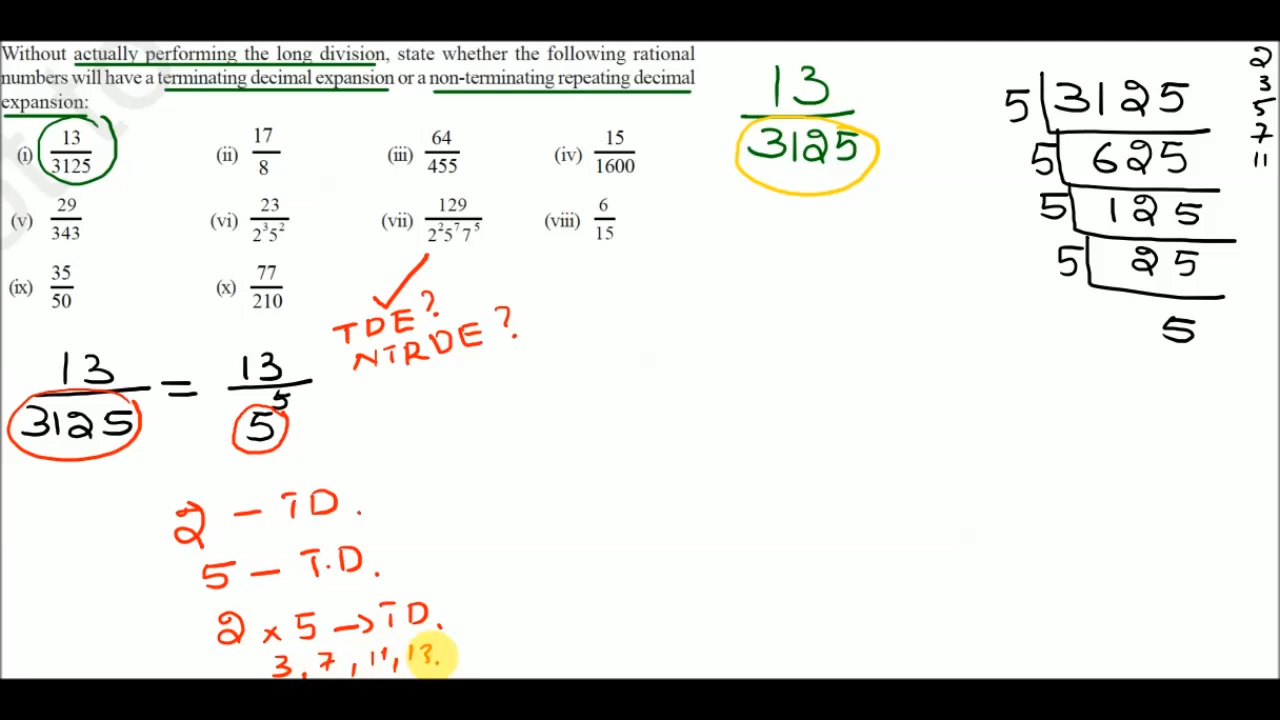 Without actually performing the long division, state whether the following rational
numbers will have a terminating decimal expansion or a non-terminating repeating decimal
expansion:
(i) 13/3125 (ii) 17/8 (iii) 64/455 (iv) 15/1600
(v) 29/343 (vi) 23/2³5² (vii) 129/2²5⁷7⁵ (viii) 6/15
(ix) 35/50 (x) 77/210
TDE?
NTRDE?
13/3125 = 13/5⁵
2 – TD.
5 – T.D.
2 × 5 → TD.
3, 7, 11, 13.
13/3125
5 3125
5 625
5 125
5 25
5
2
3
5
7
11